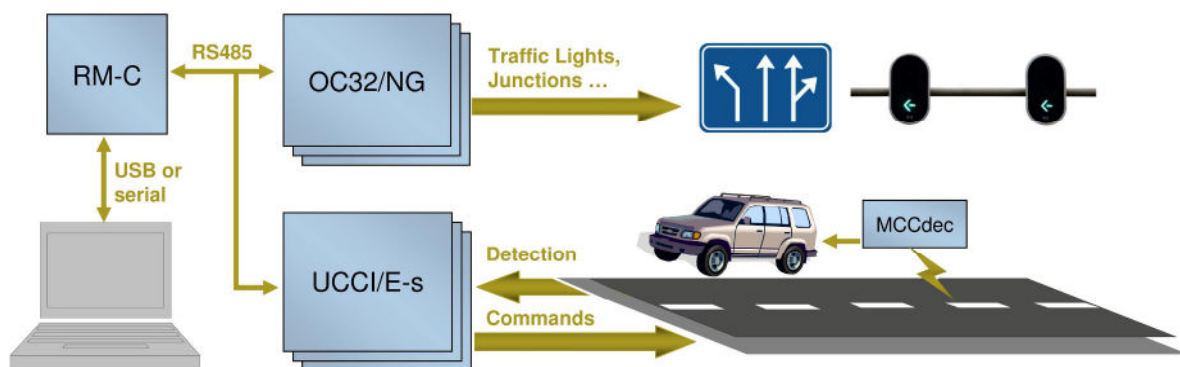 RM-C
RS485
OC32/NG
Traffic Lights,
Junctions ...
USB or
serial
UCCI/E-s
Detection
Commands
MCCdec